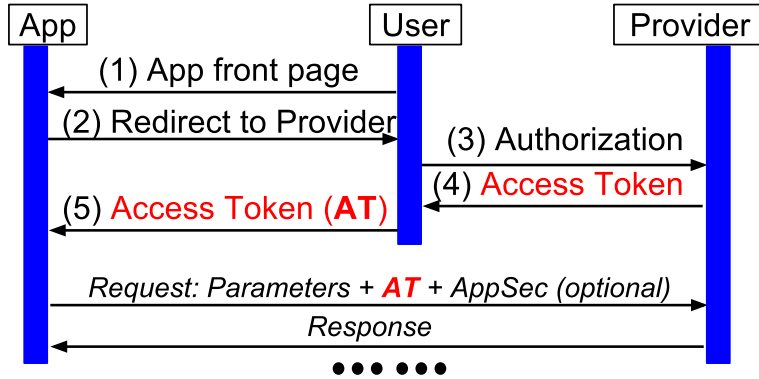 App
User
Provider
(1) App front page
(2) Redirect to Provider
(3) Authorization
(4) Access Token
(5) Access Token (AT)
Request: Parameters + AT + AppSec (optional)
Response